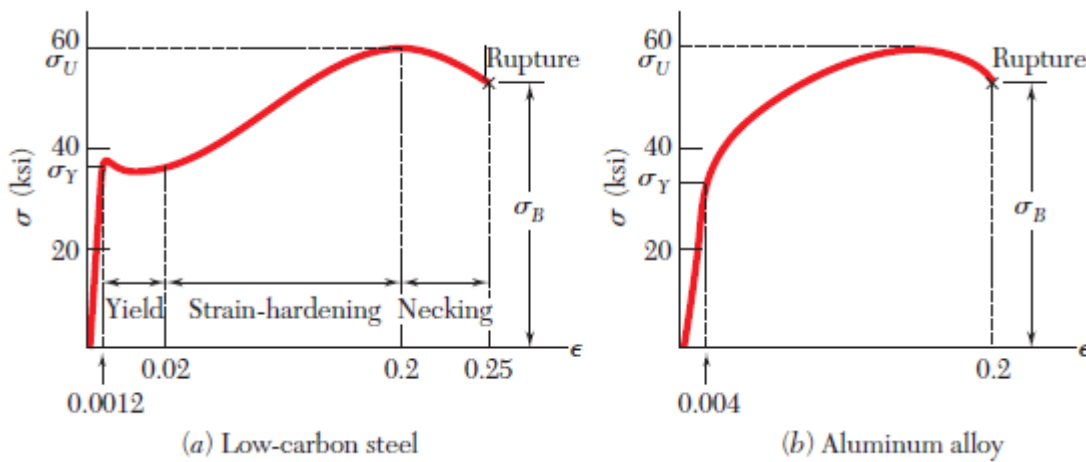 60
σU
Rupture
40
σY
σ (ksi)
20
σB
Yield Strain-hardening Necking
ϵ
0.02 0.2 0.25
0.0012
(a) Low-carbon steel
60
σU
Rupture
40
σY
σ (ksi)
20
σB
ϵ
0.2
0.004
(b) Aluminum alloy